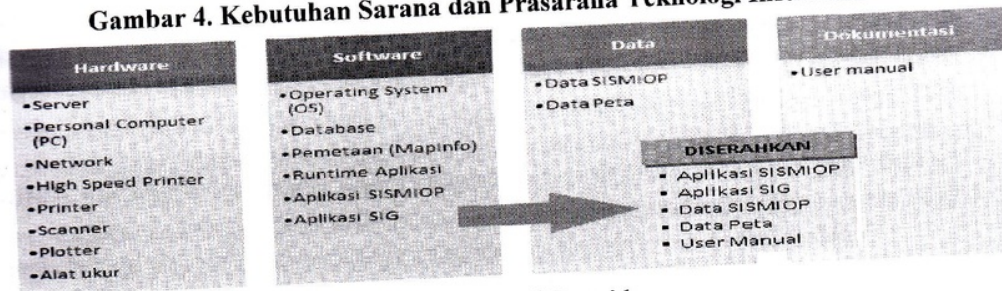 Gambar 4. Kebutuhan Sarana dan Prasarana Teknologi
Hardware
•Server
•Personal Computer
(PC)
•Network
•High Speed Printer
•Printer
•Scanner
•Plotter
•Alat ukur
Software
•Operating System
(OS)
•Database
•Pemetaan (MapInfo)
•Runtime Aplikasi
•Aplikasi SISMIOP
•Aplikasi SIG
Data
•Data SISMIOP
•Data Peta
Dokumentasi
•User manual
DISERAHKAN
▪ Aplikasi SISMIOP
▪ Aplikasi SIG
▪ Data SISMIOP
▪ Data Peta
▪ User Manual